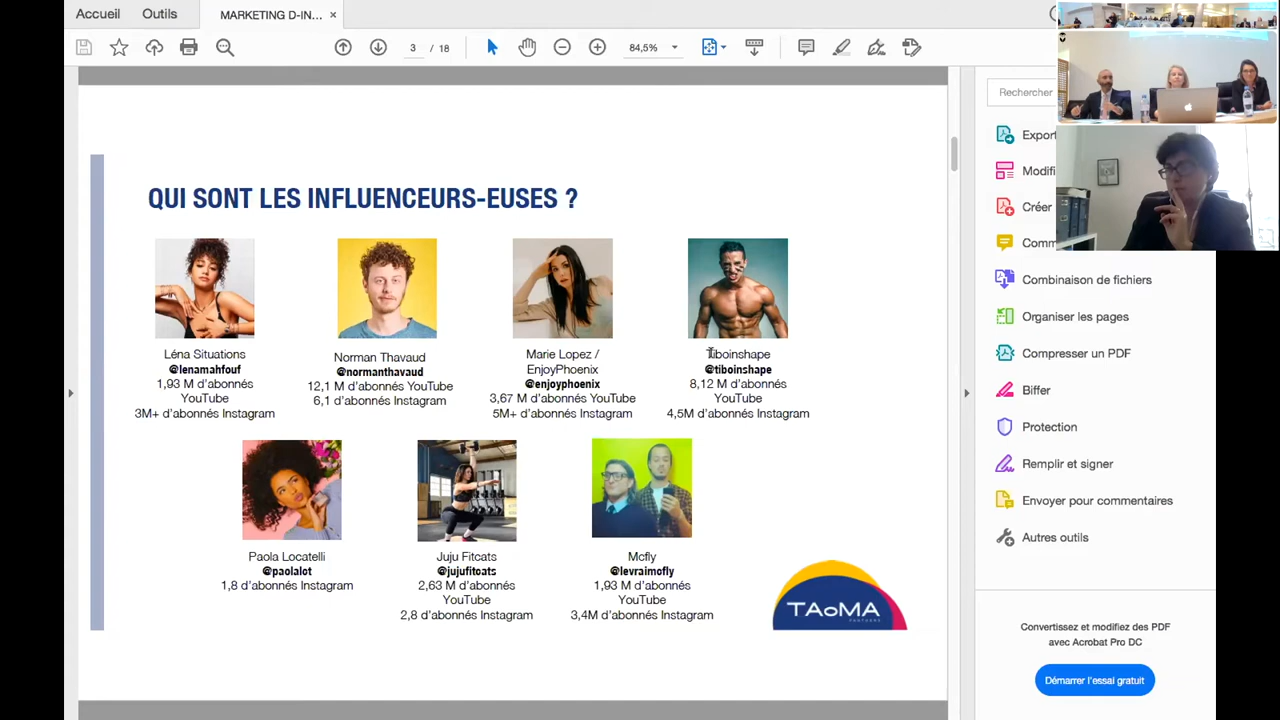 Accueil
Outils
MARKETING D-IN...
3 / 18
84,5%
Rechercher
QUI SONT LES INFLUENCEURS-EUSES ?
Léna Situations
@lenamahfouf
1,93 M d'abonnés
YouTube
3M+ d'abonnés Instagram
Norman Thavaud
@normanthavaud
12,1 M d'abonnés YouTube
6,1 d'abonnés Instagram
Marie Lopez /
EnjoyPhoenix
@enjoyphoenix
3,67 M d'abonnés YouTube
5M+ d'abonnés Instagram
Tiboinshape
@tiboinshape
8,12 M d'abonnés
YouTube
4,5M d'abonnés Instagram
Paola Locatelli
@paolalct
1,8 d'abonnés Instagram
Juju Fitcats
@jujufitcats
2,63 M d'abonnés
YouTube
2,8 d'abonnés Instagram
Mcfly
@levraimcfly
1,93 M d'abonnés
YouTube
3,4M d'abonnés Instagram
TAoMA
PARTNERS
Export
Modifi
Créer
Comm
Combinaison de fichiers
Organiser les pages
Compresser un PDF
Biffer
Protection
Remplir et signer
Envoyer pour commentaires
Autres outils
Convertissez et modifiez des PDF
avec Acrobat Pro DC
Démarrer l'essai gratuit